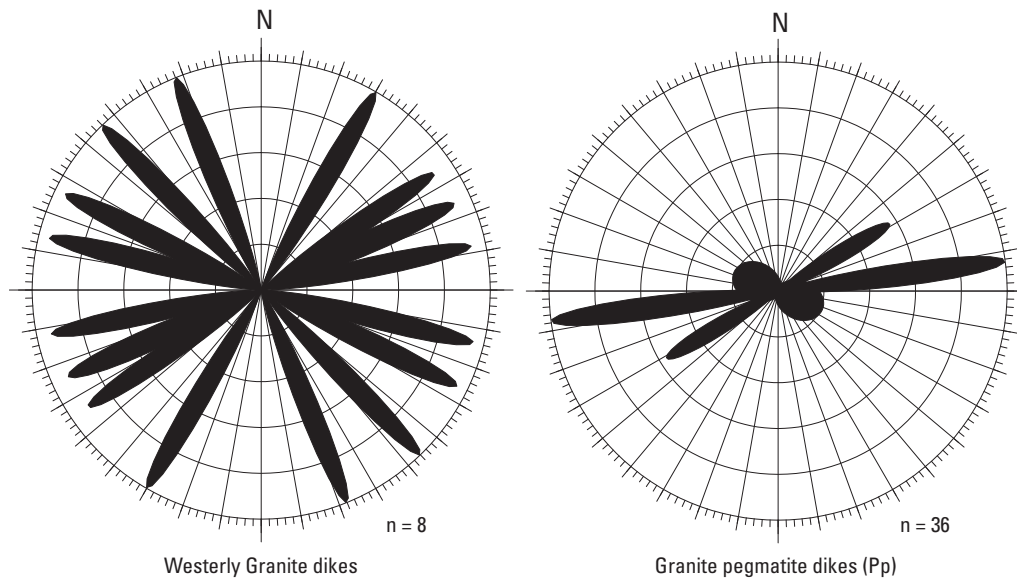 N
n = 8
Westerly Granite dikes
N
n = 36
Granite pegmatite dikes (Pp)